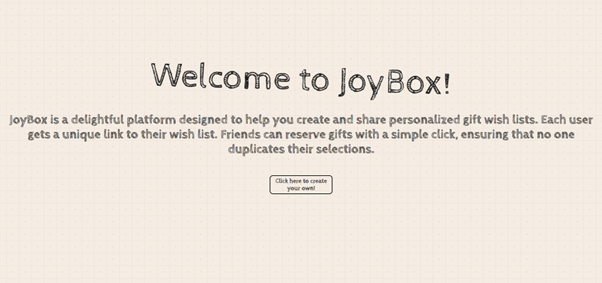 Welcome to JoyBox!
JoyBox is a delightful platform designed to help you create and share personalized gift wish lists. Each user
gets a unique link to their wish list. Friends can reserve gifts with a simple click, ensuring that no one
duplicates their selections.
Click here to create
your own!